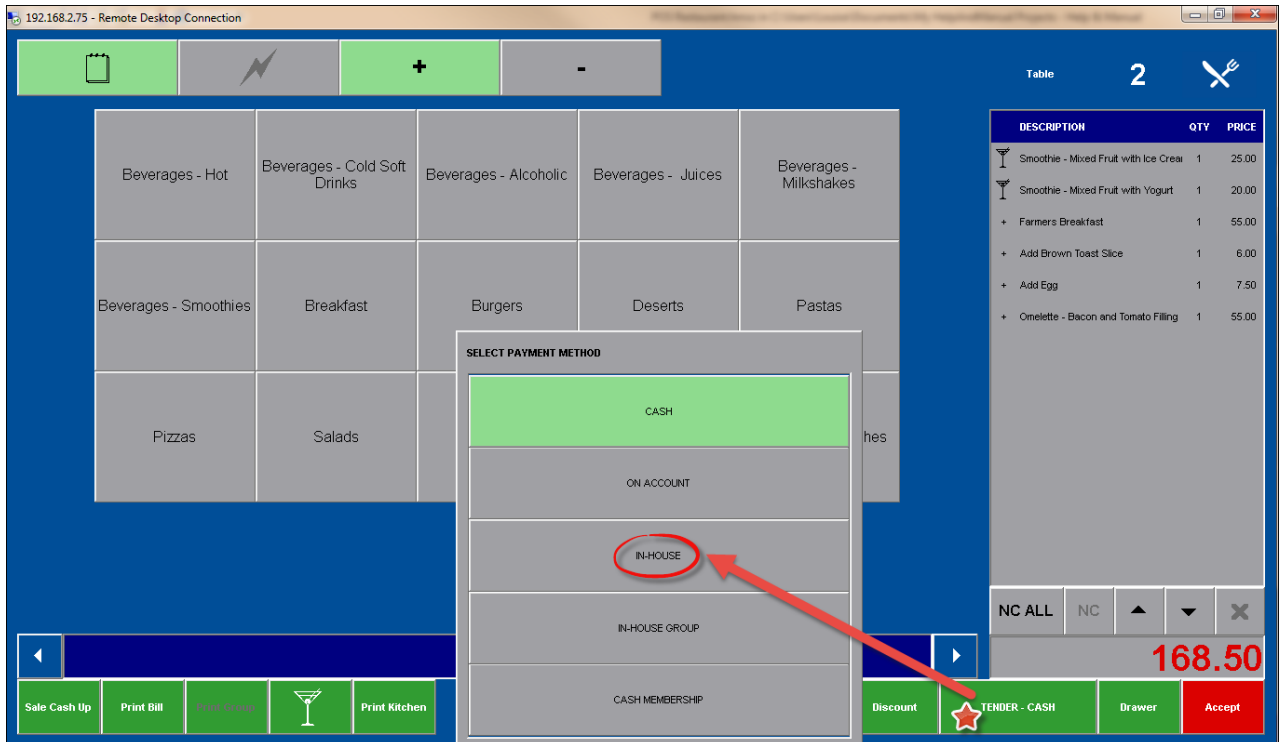 192.168.2.75 - Remote Desktop Connection
+
-
Table 2
DESCRIPTION QTY PRICE
Smoothie - Mixed Fruit with Ice Crea 1 25.00
Smoothie - Mixed Fruit with Yogurt 1 20.00
+ Farmers Breakfast 1 55.00
+ Add Brown Toast Slice 1 6.00
+ Add Egg 1 7.50
+ Omelette - Bacon and Tomato Filling 1 55.00
Beverages - Hot
Beverages - Cold Soft
Drinks
Beverages - Alcoholic
Beverages - Juices
Beverages -
Milkshakes
Beverages - Smoothies
Breakfast
Burgers
Deserts
Pastas
Pizzas
Salads
hes
SELECT PAYMENT METHOD
CASH
ON ACCOUNT
IN-HOUSE
IN-HOUSE GROUP
CASH MEMBERSHIP
NC ALL
NC
168.50
Sale Cash Up
Print Bill
Print Kitchen
Discount
TENDER - CASH
Drawer
Accept